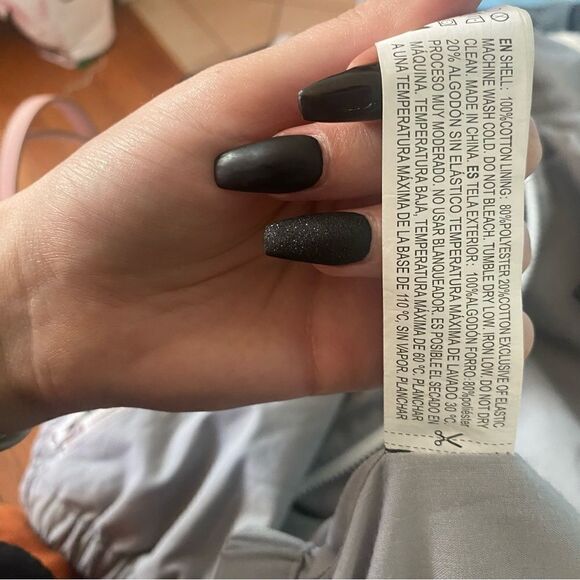 EN SHELL: 100%COTTON LINING: 80%POLYESTER 20%COTTON EXCLUSIVE OF ELASTIC
MACHINE WASH COLD. DO NOT BLEACH. TUMBLE DRY LOW. IRON LOW. DO NOT DRY
CLEAN. MADE IN CHINA. ES TELA EXTERIOR: 100%ALGODÓN FORRO: 80%poliéster
20% ALGODÓN SIN ELÁSTICO TEMPERATURA MÁXIMA DE LAVADO 30 ºC.
PROCESO MUY MODERADO. NO USAR BLANQUEADOR. ES POSIBLE EL SECADO EN
MÁQUINA. TEMPERATURA BAJA, TEMPERATURA MÁXIMA DE 60 ºC. PLANCHAR
A UNA TEMPERATURA MÁXIMA DE LA BASE DE 110 ºC, SIN VAPOR. PLANCHAR